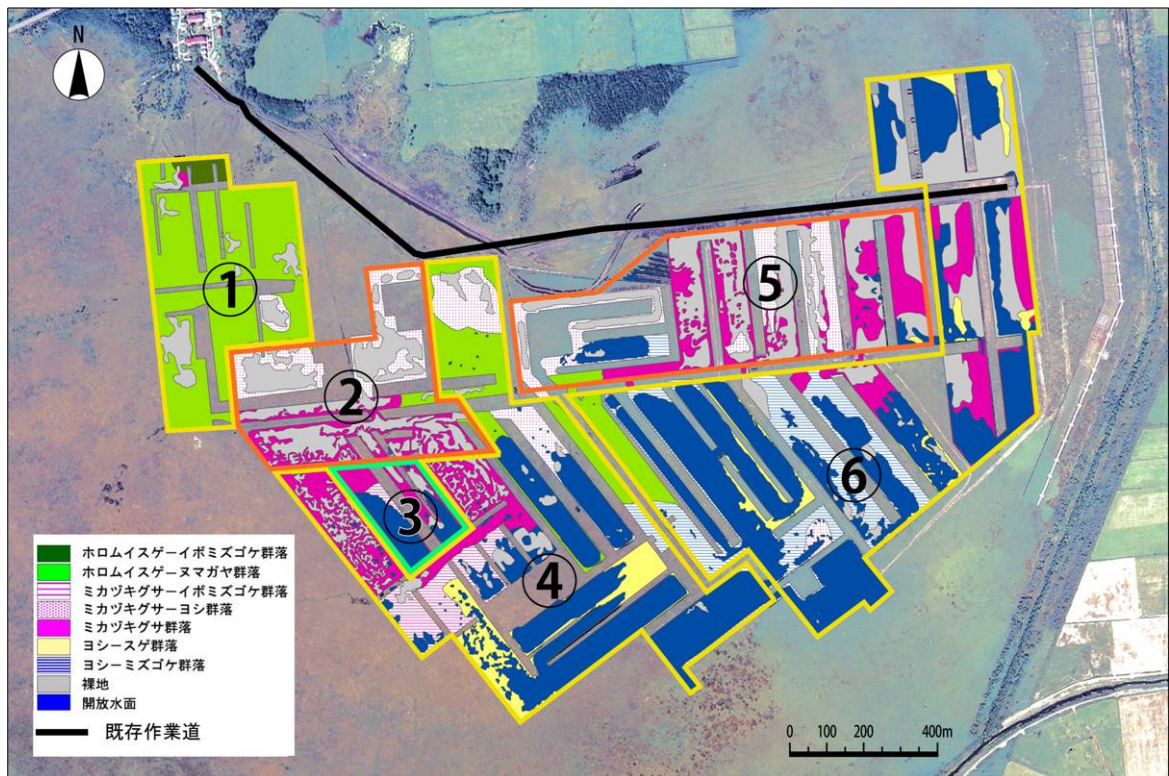 N
①
⑤
②
⑥
③
④
ホロムイスゲーイボミズゴケ群落
ホロムイスゲーヌマガヤ群落
ミカヅキグサーイボミズゴケ群落
ミカヅキグサーヨシ群落
ミカヅキグサ群落
ヨシースゲ群落
ヨシーミズゴケ群落
裸地
開放水面
既存作業道
0 100 200 400m